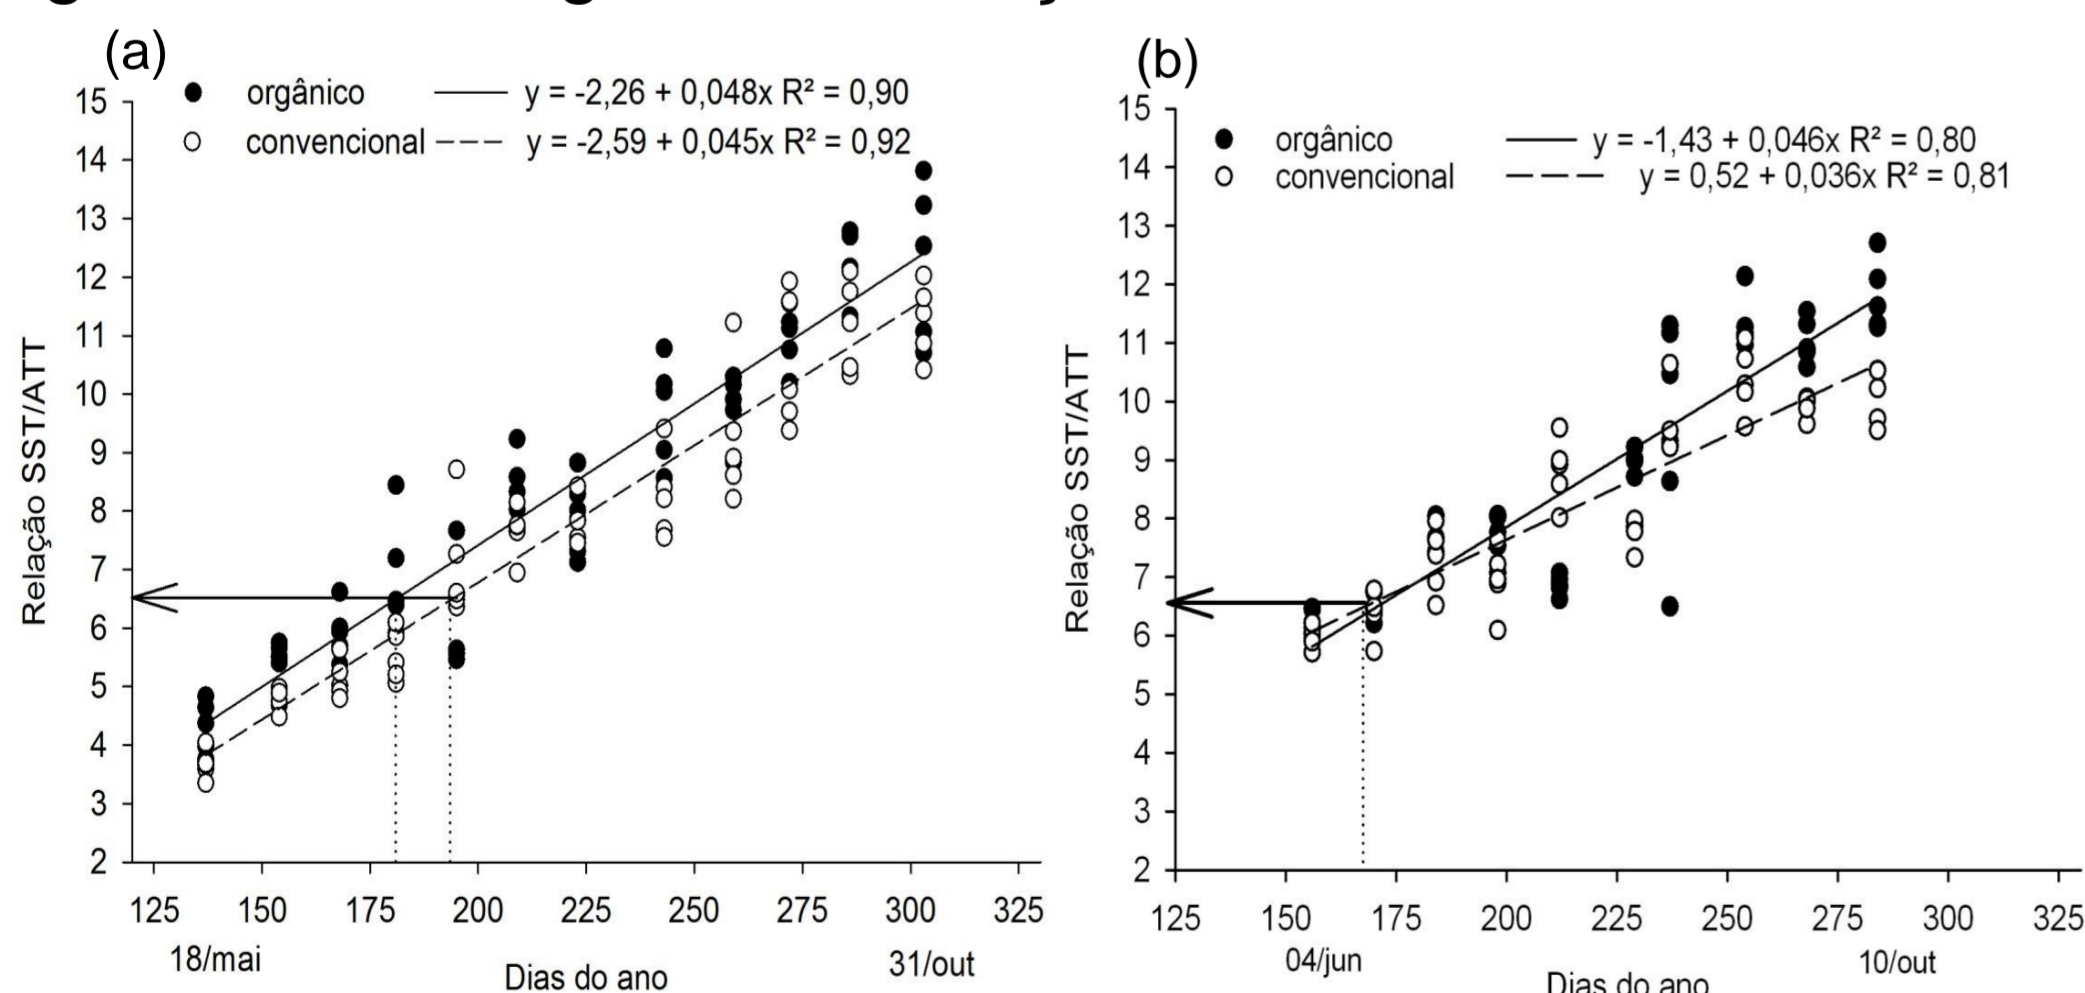 (a)
orgânico y = -2,26 + 0,048x R² = 0,90
convencional y = -2,59 + 0,045x R² = 0,92
15
14
13
12
11
10
9
8
7
6
5
4
3
2
Relação SST/ATT
125 150 175 200 225 250 275 300 325
18/mai 31/out
Dias do ano
(b)
orgânico y = -1,43 + 0,046x R² = 0,80
convencional y = 0,52 + 0,036x R² = 0,81
15
14
13
12
11
10
9
8
7
6
5
4
3
2
Relação SST/ATT
125 150 175 200 225 250 275 300 325
04/jun 10/out
Dias do ano